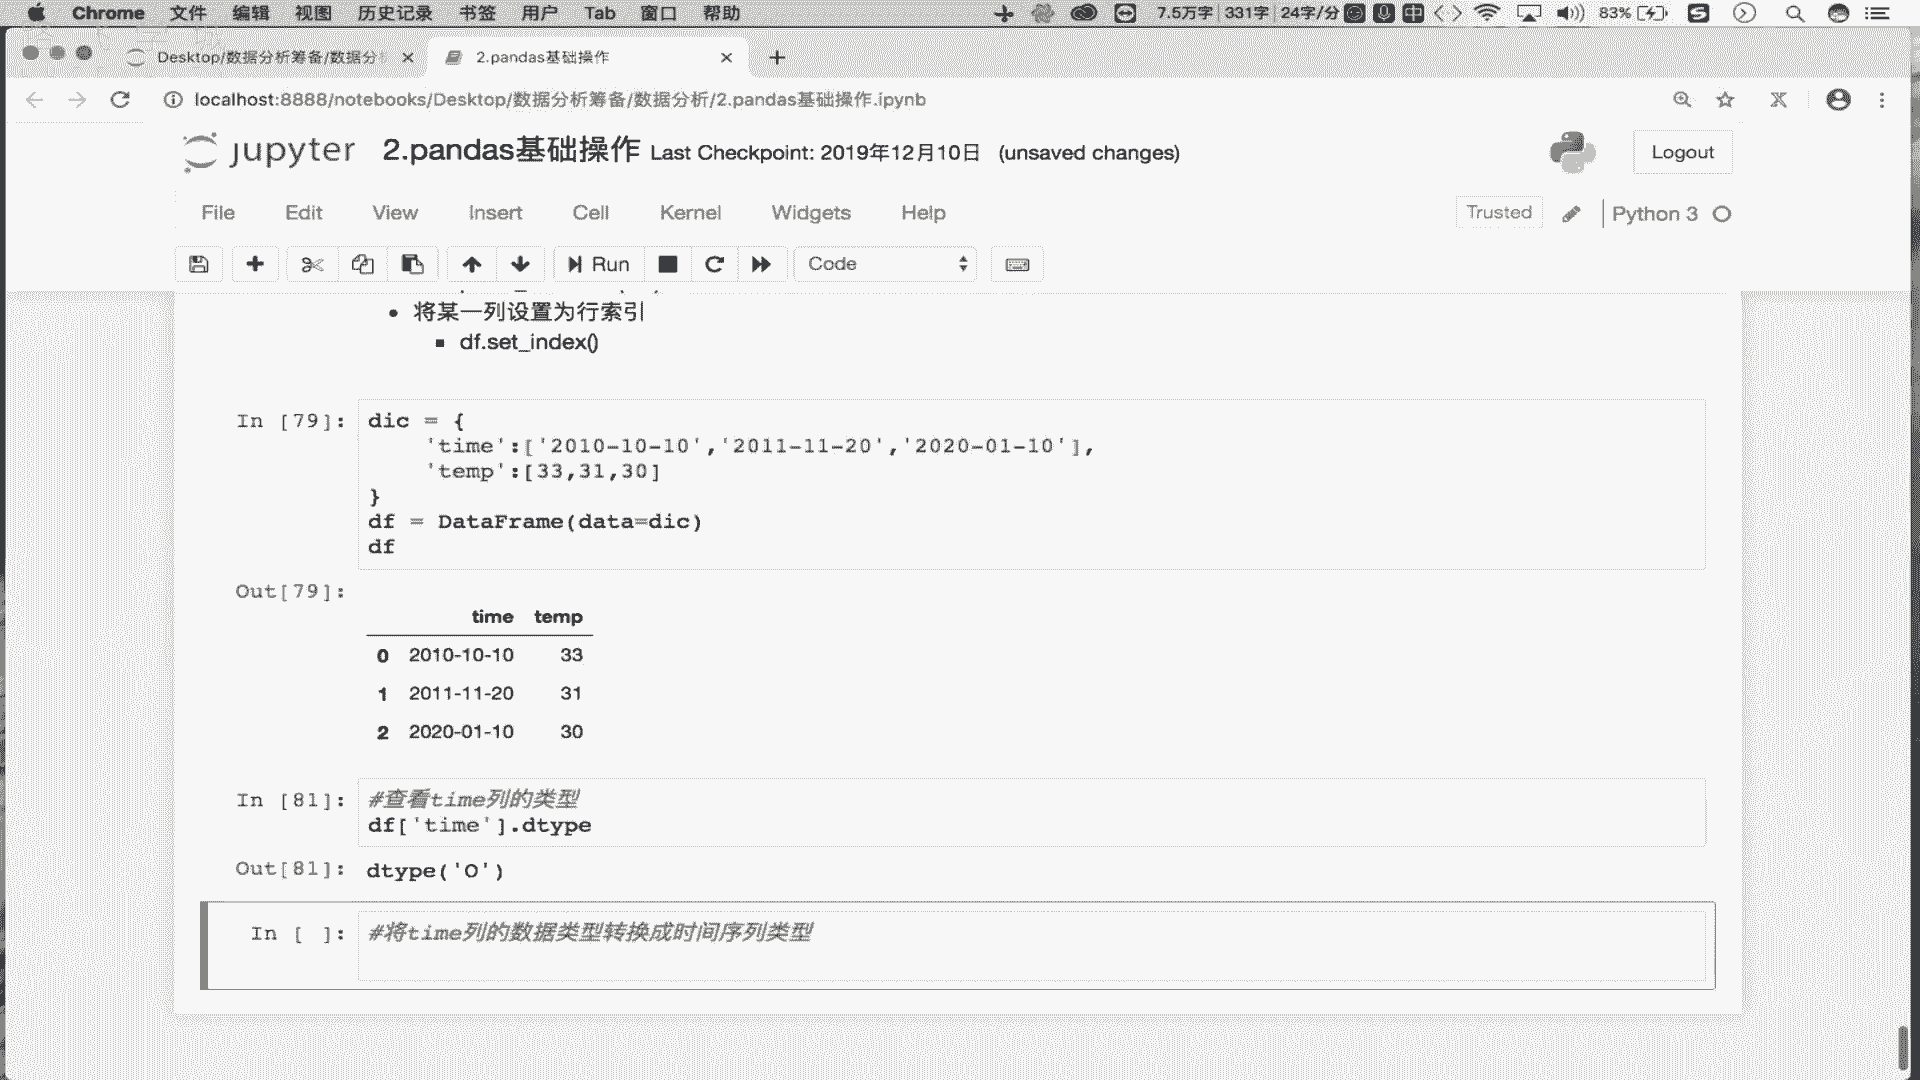 Chrome 文件 编辑 视图 历史记录 书签 用户 Tab 窗口 帮助 7.5万字 331字 24字/分 中 83%
Desktop/数据分析筹备/数据分 2.pandas基础操作
localhost:8888/notebooks/Desktop/数据分析筹备/数据分析/2.pandas基础操作.ipynb
jupyter 2.pandas基础操作 Last Checkpoint: 2019年12月10日 (unsaved changes) Logout
File Edit View Insert Cell Kernel Widgets Help Trusted Python 3
Run Code
将某一列设置为行索引
df.set_index()
In [79]: dic = {
'time':['2010-10-10','2011-11-20','2020-01-10'],
'temp':[33,31,30]
}
df = DataFrame(data=dic)
df
Out[79]:
time temp
0 2010-10-10 33
1 2011-11-20 31
2 2020-01-10 30
In [81]: #查看time列的类型
df['time'].dtype
Out[81]: dtype('O')
In [ ]: #将time列的数据类型转换成时间序列类型